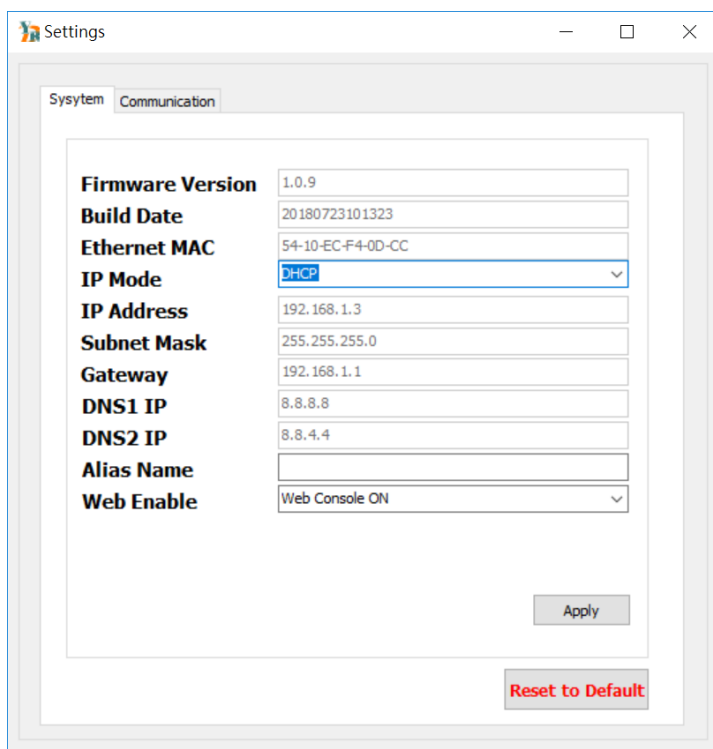 Settings
Sysytem Communication
Firmware Version 1.0.9
Build Date 20180723101323
Ethernet MAC 54-10-EC-F4-0D-CC
IP Mode DHCP
IP Address 192.168.1.3
Subnet Mask 255.255.255.0
Gateway 192.168.1.1
DNS1 IP 8.8.8.8
DNS2 IP 8.8.4.4
Alias Name
Web Enable Web Console ON
Apply
Reset to Default